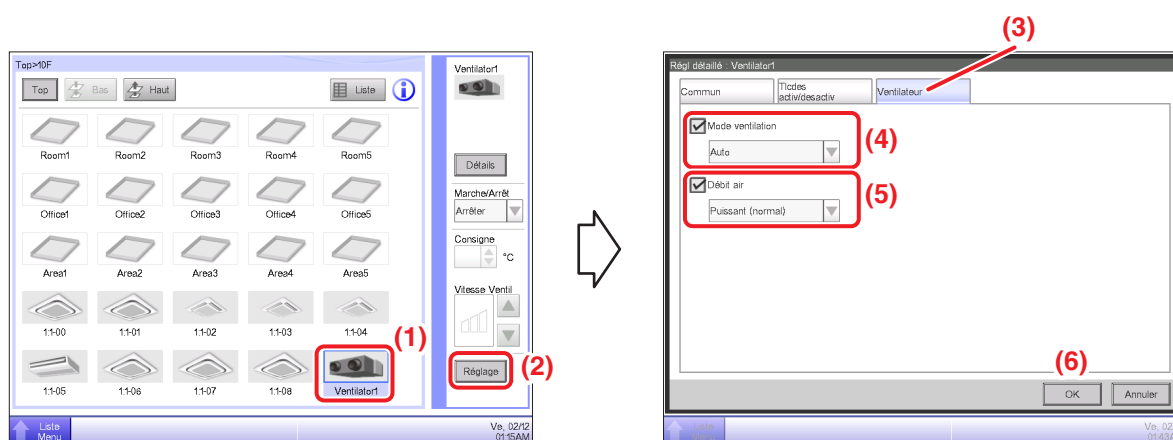 (3)
Top>10F
Ventilator1
Top
Bas
Haut
Liste
Room1
Room2
Room3
Room4
Room5
Détails
Office1
Office2
Office3
Office4
Office5
Marche/Arrêt
Arrêter
Area1
Area2
Area3
Area4
Area5
Consigne
°C
Vitesse Ventil
1:1-00
1:1-01
1:1-02
1:1-03
1:1-04
(1)
1:1-05
1:1-06
1:1-07
1:1-08
Ventilator1
Réglage
(2)
Liste
Menu
Ve, 02/12
01:15AM
Régl détaillé : Ventilator1
Commun
Tlcdes
activ/desactiv
Ventilateur
Mode ventilation
Auto
(4)
Débit air
Puissant (normal)
(5)
(6)
OK
Annuler
Liste
Menu
Ve, 02